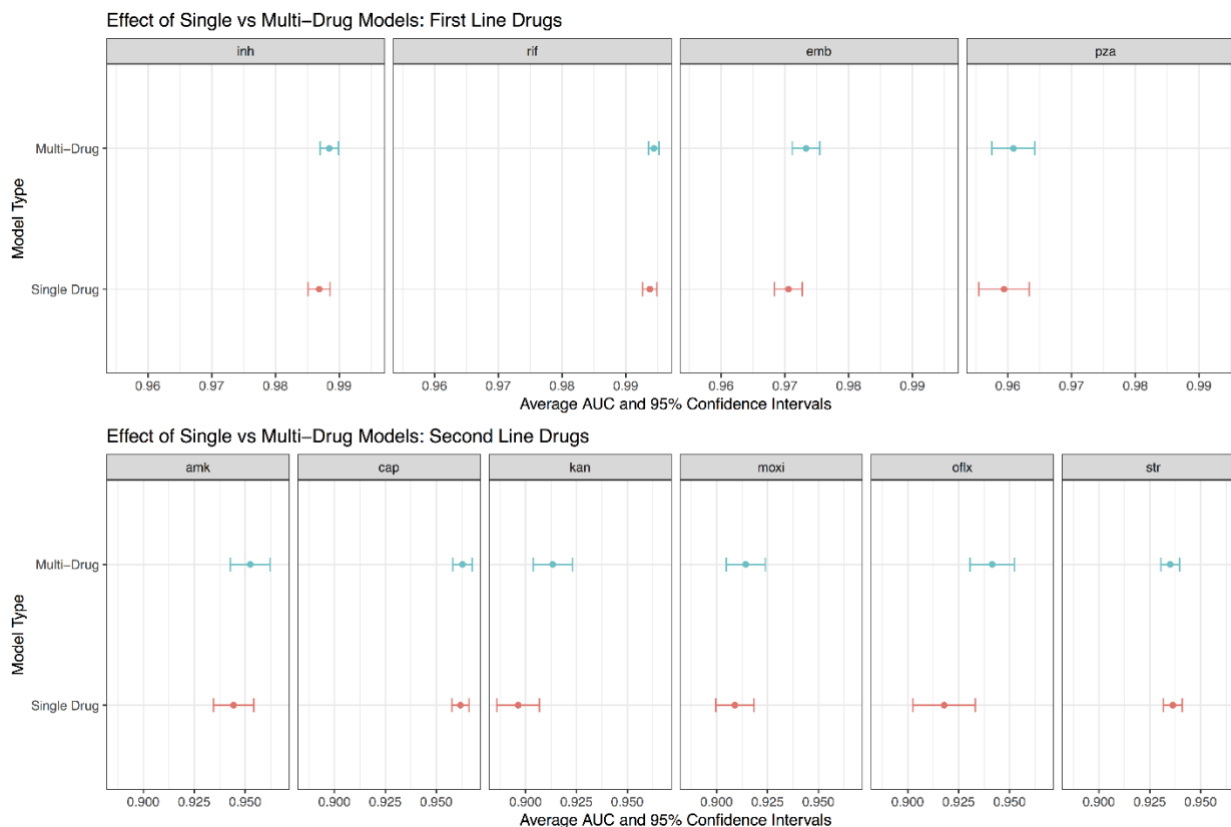 Effect of Single vs Multi−Drug Models: First Line Drugs
inh rif emb pza
Model Type
Multi−Drug
Single Drug
0.96 0.97 0.98 0.99 0.96 0.97 0.98 0.99 0.96 0.97 0.98 0.99 0.96 0.97 0.98 0.99
Average AUC and 95% Confidence Intervals
Effect of Single vs Multi−Drug Models: Second Line Drugs
amk cap kan moxi oflx str
Model Type
Multi−Drug
Single Drug
0.900 0.925 0.950 0.900 0.925 0.950 0.900 0.925 0.950 0.900 0.925 0.950 0.900 0.925 0.950 0.900 0.925 0.950
Average AUC and 95% Confidence Intervals